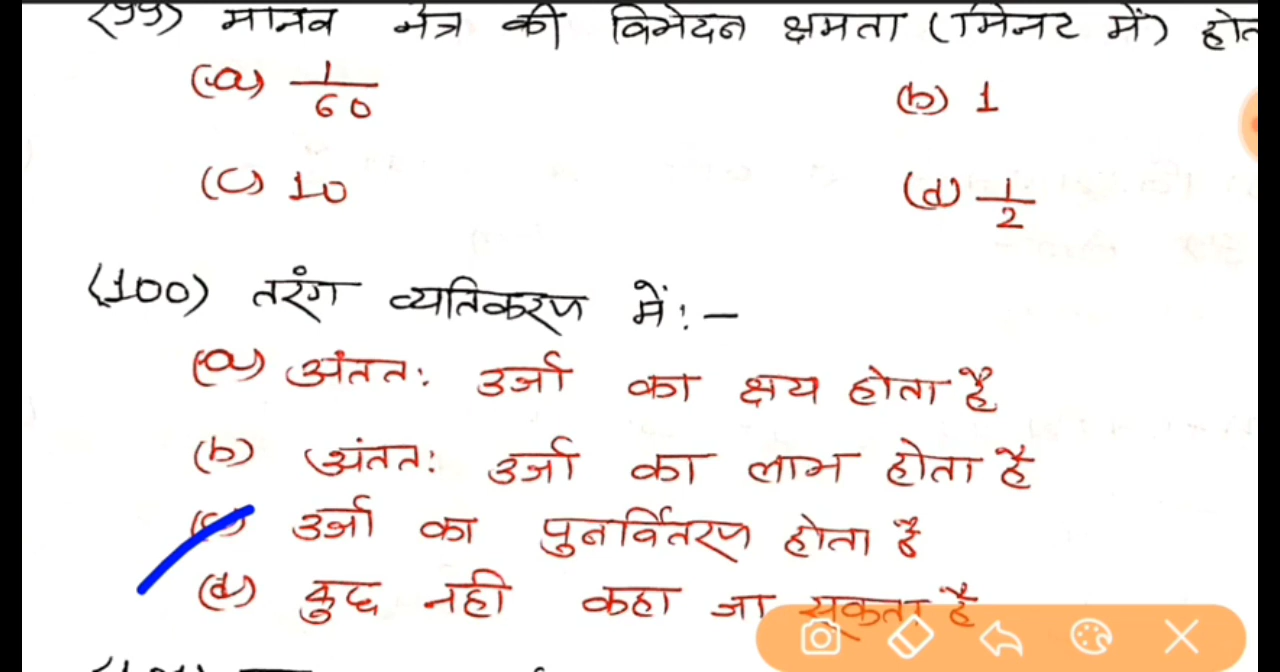 (99) मानव नेत्र की विभेदन क्षमता (मिनट में) होत
(a) 1/60 (b) 1
(c) 10 (d) 1/2
(100) तरंग व्यतिकरण में:-
(a) अंततः उर्जा का क्षय होता है
(b) अंततः उर्जा का लाभ होता है
(c) उर्जा का पुनर्वितरण होता है
(d) कुछ नही कहा जा सकता है